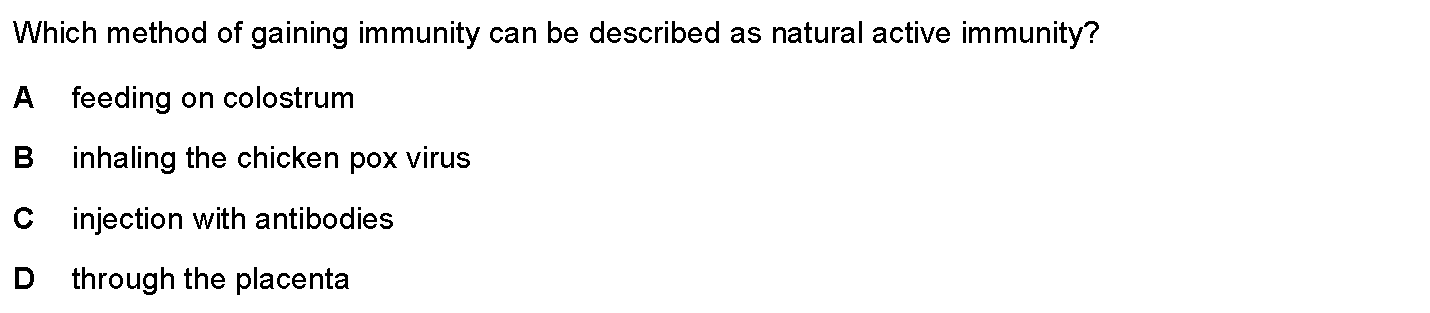 Which method of gaining immunity can be described as natural active immunity?
A feeding on colostrum
B inhaling the chicken pox virus
C injection with antibodies
D through the placenta